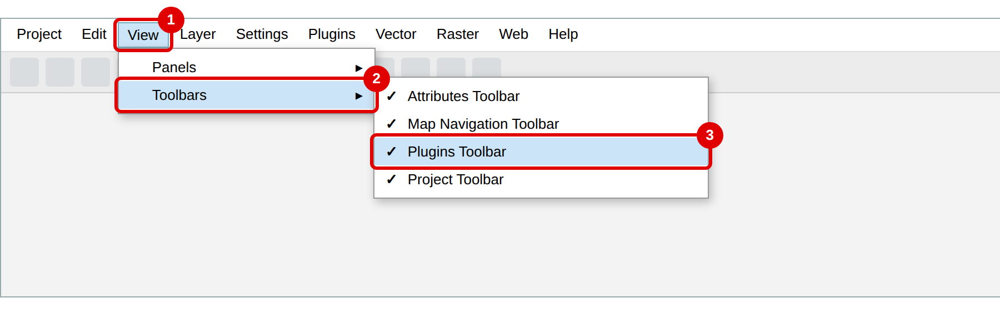 1
Project Edit View Layer Settings Plugins Vector Raster Web Help
Panels ▶
2
Toolbars ▶
✓ Attributes Toolbar
✓ Map Navigation Toolbar
3
✓ Plugins Toolbar
✓ Project Toolbar